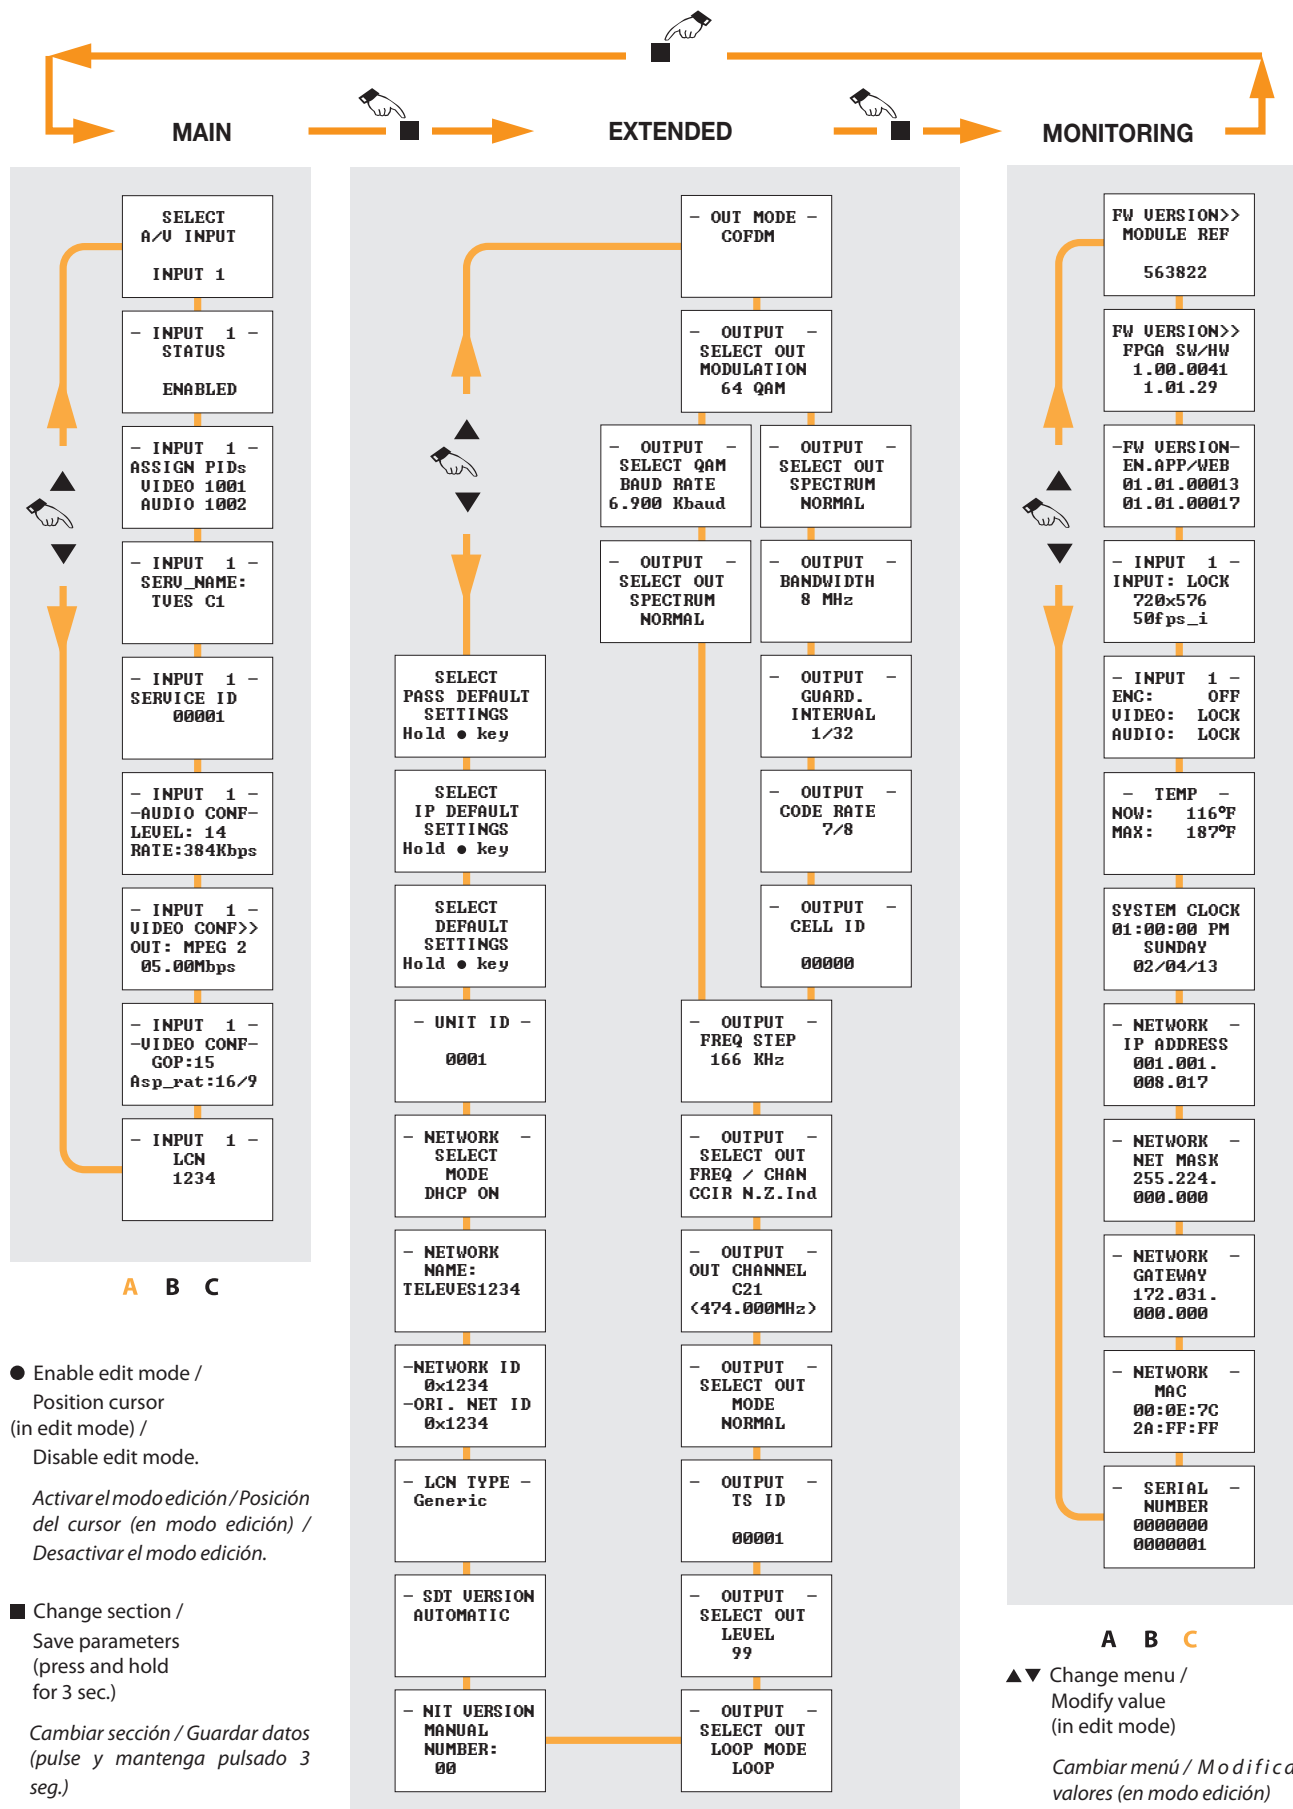 MAIN
EXTENDED
MONITORING
SELECT
A/V INPUT
INPUT 1
- INPUT 1 -
STATUS
ENABLED
- INPUT 1 -
ASSIGN PIDs
VIDEO 1001
AUDIO 1002
- INPUT 1 -
SERV_NAME:
TVES C1
- INPUT 1 -
SERVICE ID
00001
- INPUT 1 -
-AUDIO CONF-
LEVEL: 14
RATE:384Kbps
- INPUT 1 -
VIDEO CONF>>
OUT: MPEG 2
05.00Mbps
- INPUT 1 -
-VIDEO CONF-
GOP:15
Asp_rat:16/9
- INPUT 1 -
LCN
1234
A B C
● Enable edit mode /
Position cursor
(in edit mode) /
Disable edit mode.
Activar el modo edición / Posición
del cursor (en modo edición) /
Desactivar el modo edición.
■ Change section /
Save parameters
(press and hold
for 3 sec.)
Cambiar sección / Guardar datos
(pulse y mantenga pulsado 3
seg.)
- OUT MODE -
COFDM
- OUTPUT -
SELECT OUT
MODULATION
64 QAM
- OUTPUT -
SELECT QAM
BAUD RATE
6.900 Kbaud
- OUTPUT -
SELECT OUT
SPECTRUM
NORMAL
- OUTPUT -
SELECT OUT
SPECTRUM
NORMAL
- OUTPUT -
BANDWIDTH
8 MHz
- OUTPUT -
GUARD.
INTERVAL
1/32
- OUTPUT -
CODE RATE
7/8
- OUTPUT -
CELL ID
00000
- OUTPUT -
FREQ STEP
166 KHz
- OUTPUT -
SELECT OUT
FREQ / CHAN
CCIR N.Z.Ind
- OUTPUT -
OUT CHANNEL
C21
(474.000MHz)
- OUTPUT -
SELECT OUT
MODE
NORMAL
- OUTPUT -
TS ID
00001
- OUTPUT -
SELECT OUT
LEVEL
99
- OUTPUT -
SELECT OUT
LOOP MODE
LOOP
SELECT
PASS DEFAULT
SETTINGS
Hold ● key
SELECT
IP DEFAULT
SETTINGS
Hold ● key
SELECT
DEFAULT
SETTINGS
Hold ● key
- UNIT ID -
0001
- NETWORK -
SELECT
MODE
DHCP ON
- NETWORK
NAME:
TELEVES1234
-NETWORK ID
0x1234
-ORI. NET ID
0x1234
- LCN TYPE -
Generic
- SDT VERSION
AUTOMATIC
- NIT VERSION
MANUAL
NUMBER:
00
FW VERSION>>
MODULE REF
563822
FW VERSION>>
FPGA SW/HW
1.00.0041
1.01.29
-FW VERSION-
EN.APP/WEB
01.01.00013
01.01.00017
- INPUT 1 -
INPUT: LOCK
720x576
50fps_i
- INPUT 1 -
ENC: OFF
VIDEO: LOCK
AUDIO: LOCK
- TEMP -
NOW: 116ºF
MAX: 187ºF
SYSTEM CLOCK
01:00:00 PM
SUNDAY
02/04/13
- NETWORK -
IP ADDRESS
001.001.
008.017
- NETWORK -
NET MASK
255.224.
000.000
- NETWORK -
GATEWAY
172.031.
000.000
- NETWORK -
MAC
00:0E:7C
2A:FF:FF
- SERIAL -
NUMBER
0000000
0000001
A B C
▲▼ Change menu /
Modify value
(in edit mode)
Cambiar menú / Modifica
valores (en modo edición)